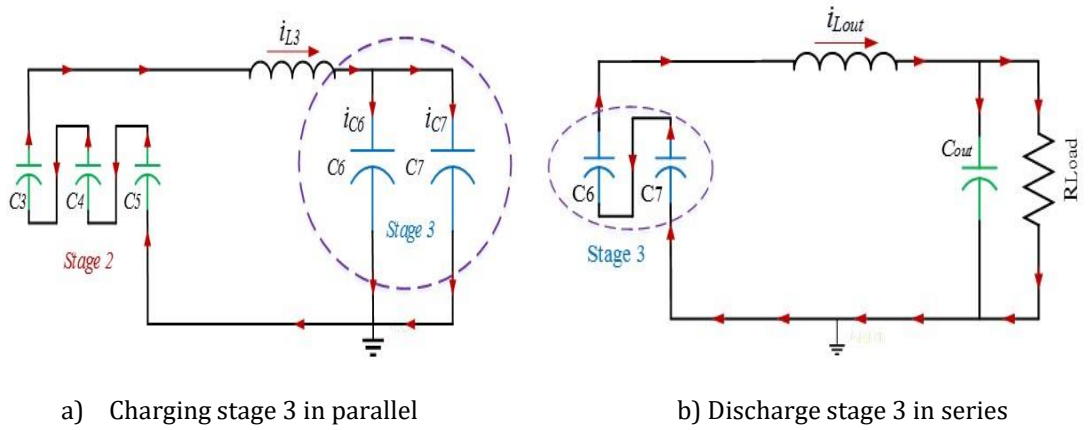 iL3
iC6
iC7
C6
C7
C3
C4
C5
Stage 3
Stage 2
a) Charging stage 3 in parallel
iLout
C6
C7
Cout
RLoad
Stage 3
b) Discharge stage 3 in series